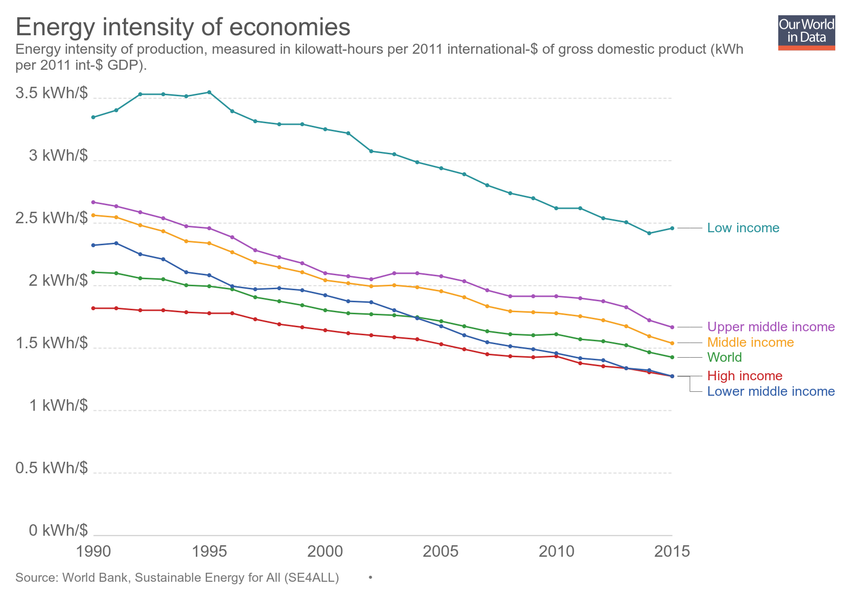 Energy intensity of economies
Our World
in Data
Energy intensity of production, measured in kilowatt-hours per 2011 international-$ of gross domestic product (kWh
per 2011 int-$ GDP).
3.5 kWh/$
3 kWh/$
2.5 kWh/$
2 kWh/$
1.5 kWh/$
1 kWh/$
0.5 kWh/$
0 kWh/$
Low income
Upper middle income
Middle income
World
High income
Lower middle income
1990 1995 2000 2005 2010 2015
Source: World Bank, Sustainable Energy for All (SE4ALL) •